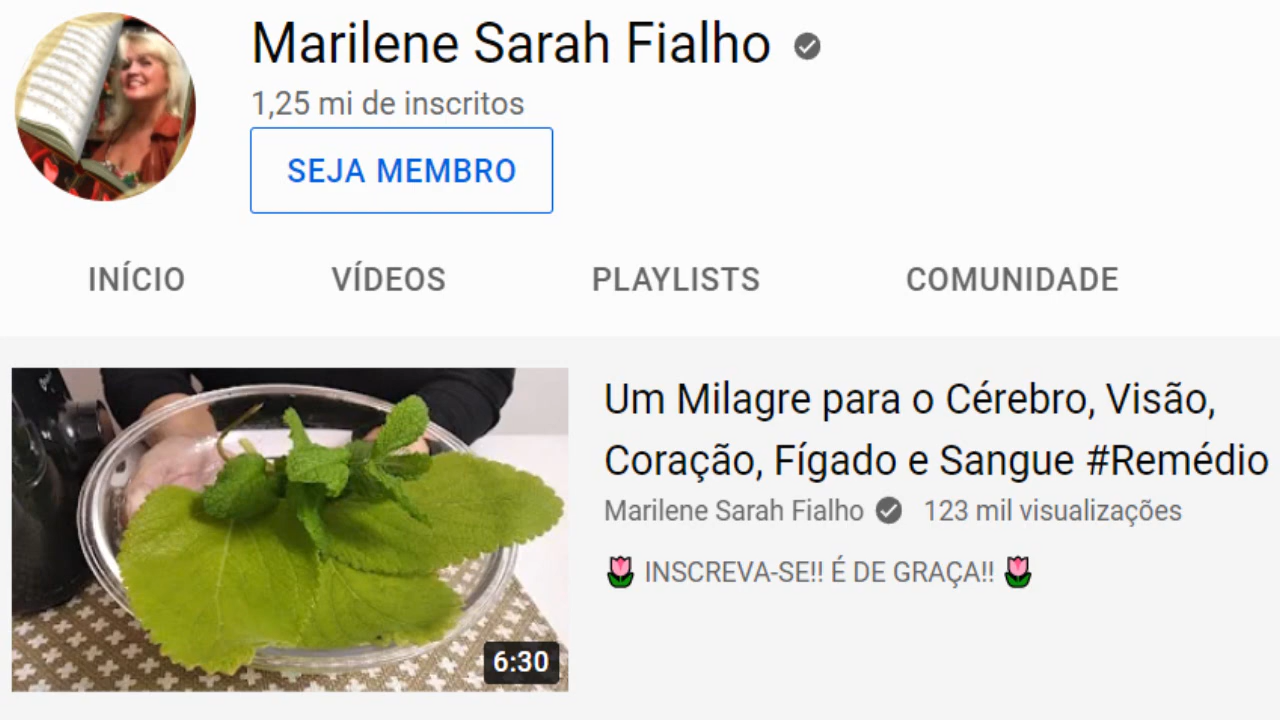 Marilene Sarah Fialho
1,25 mi de inscritos
SEJA MEMBRO
INÍCIO VÍDEOS PLAYLISTS COMUNIDADE
Um Milagre para o Cérebro, Visão,
Coração, Fígado e Sangue #Remédio
Marilene Sarah Fialho 123 mil visualizações
🌷 INSCREVA-SE!! É DE GRAÇA!! 🌷
6:30